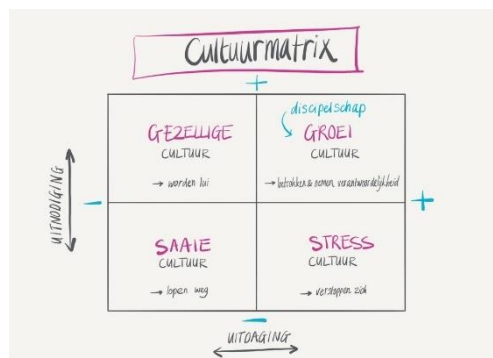 Cultuurmatrix
+
discipelschap
GEZELLIGE
CULTUUR
→ worden lui
GROEI
CULTUUR
→ betrokken & nemen verantwoordelijkheid
UITNODIGING
-
+
SAAIE
CULTUUR
→ lopen weg
STRESS
CULTUUR
→ verstoppen zich
-
UITDAGING